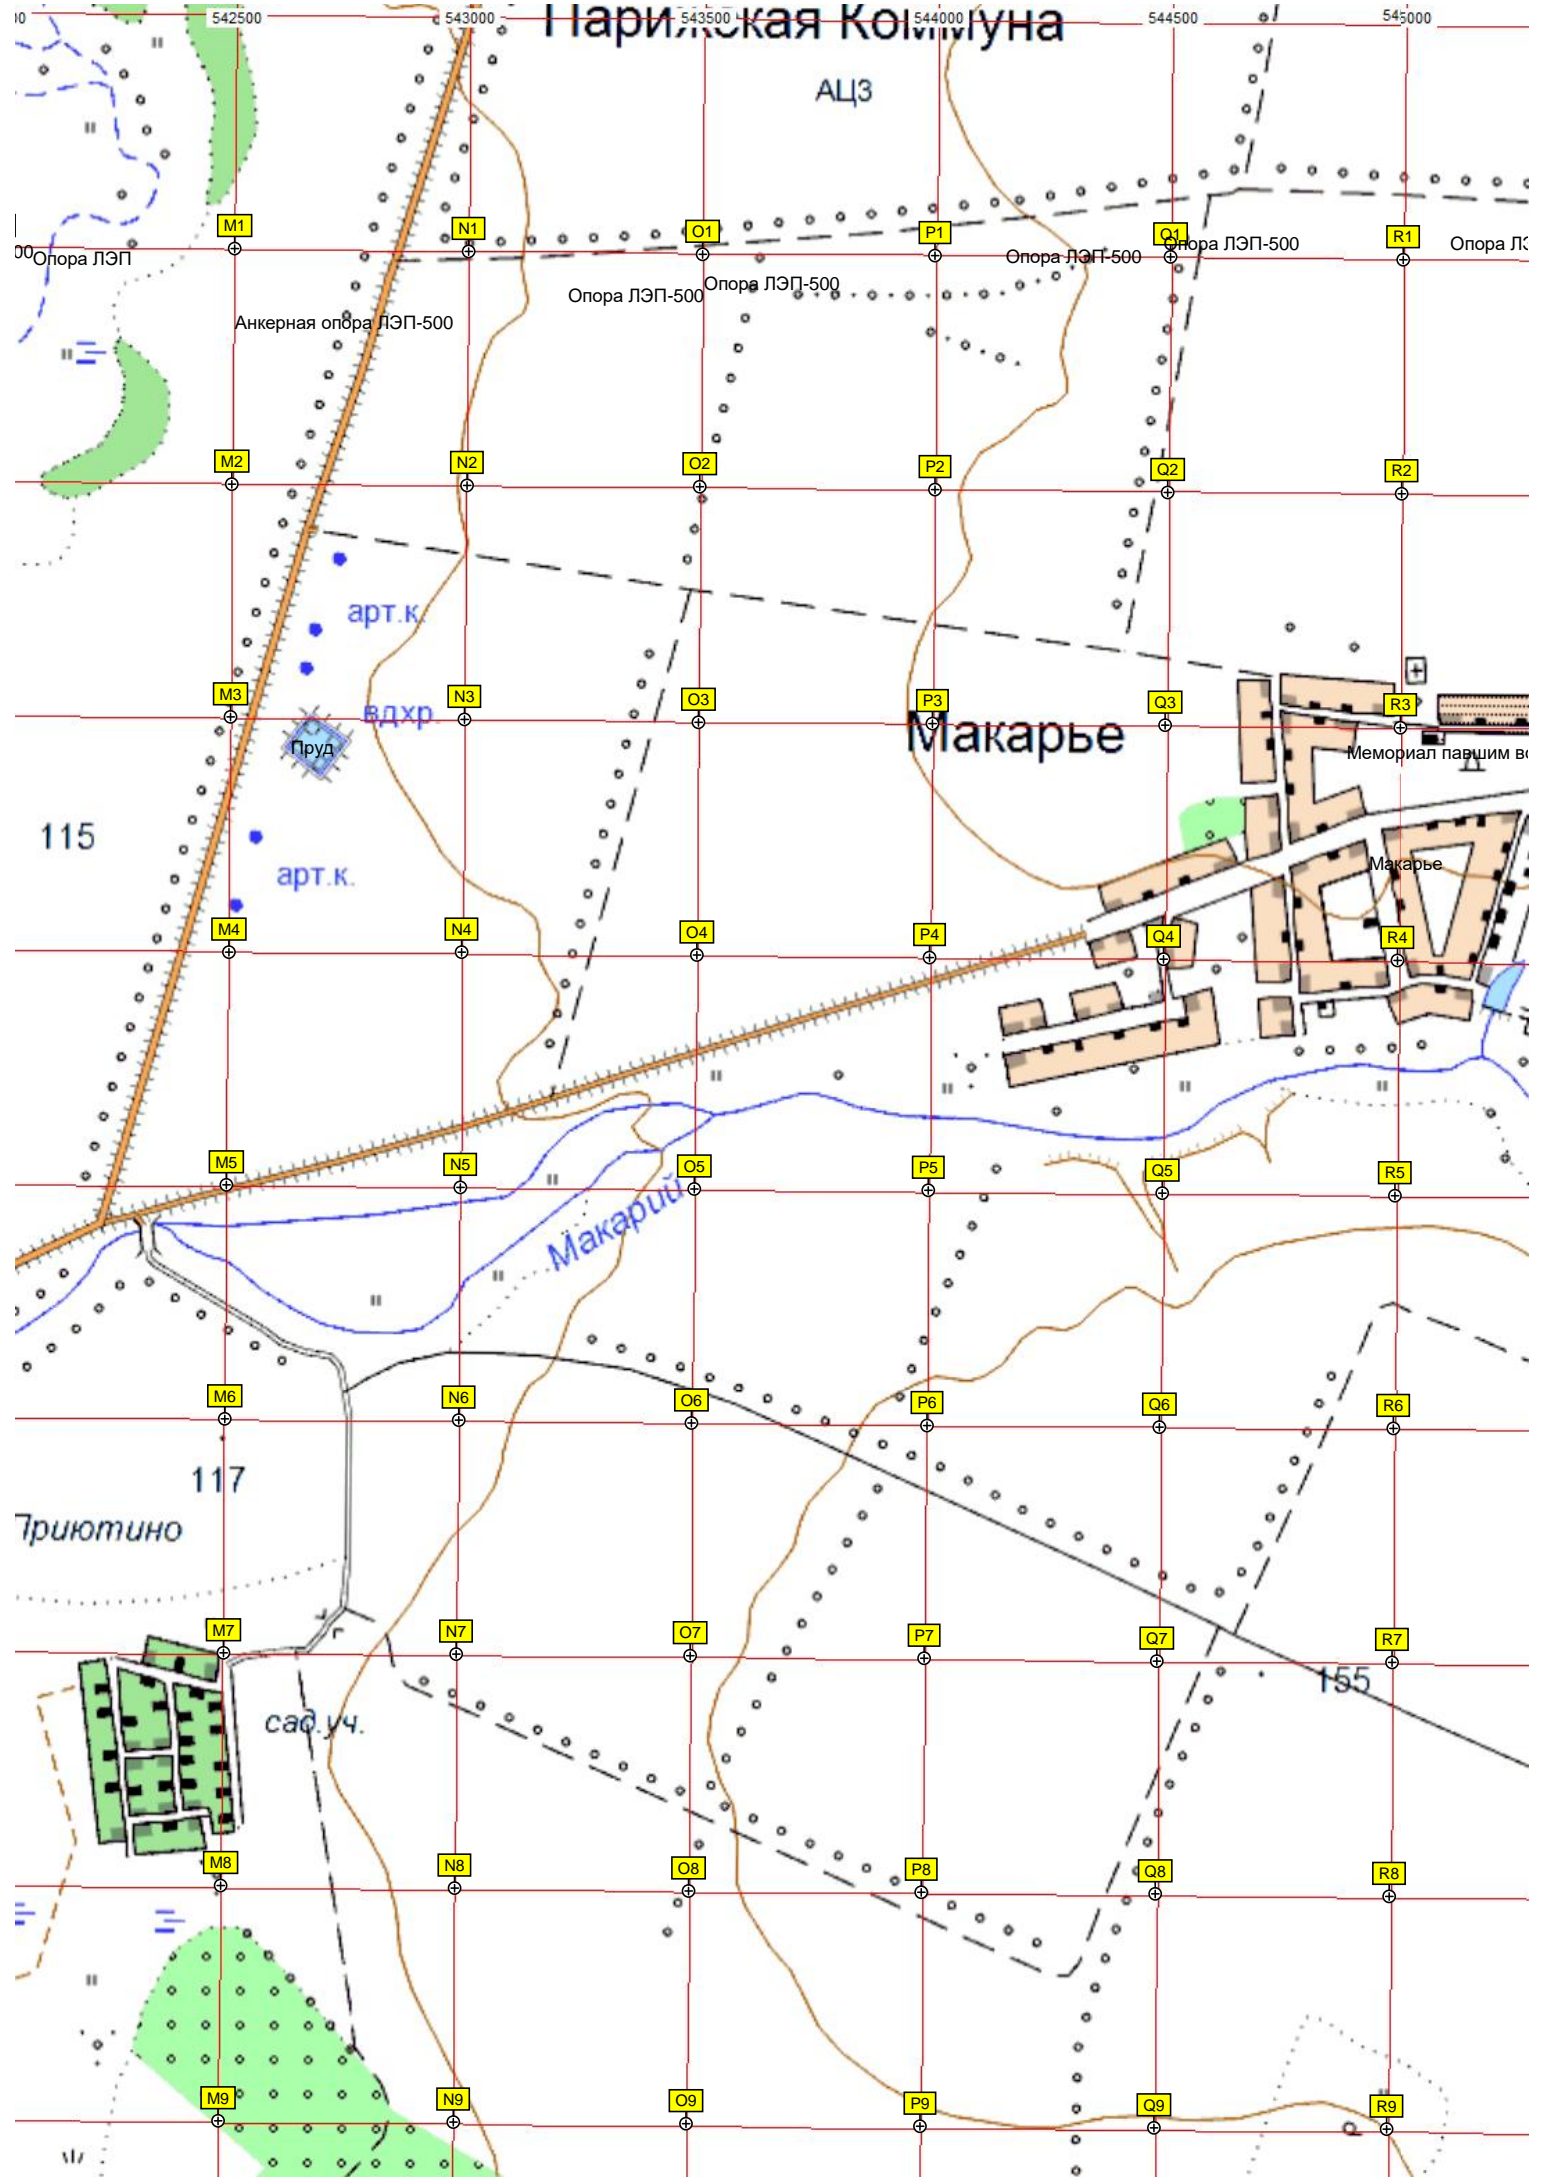 00 542500 543000 543500 544000 544500 545000
Парижская Коммуна
АЦЗ
M1 N1 O1 P1 Q1 R1
00
Опора ЛЭП
Опора ЛЭП-500
Опора ЛЭП-500
Опора ЛЭ
Опора ЛЭП-500
Опора ЛЭП-500
Анкерная опора ЛЭП-500
M2 N2 O2 P2 Q2 R2
арт.к.
M3 N3 O3 P3 Q3 R3
вдхр.
Пруд
Макарье
Мемориал павшим во
115
арт.к.
Макарье
M4 N4 O4 P4 Q4 R4
M5 N5 O5 P5 Q5 R5
Макарий
M6 N6 O6 P6 Q6 R6
117
Приютино
M7 N7 O7 P7 Q7 R7
155
сад.уч.
M8 N8 O8 P8 Q8 R8
M9 N9 O9 P9 Q9 R9